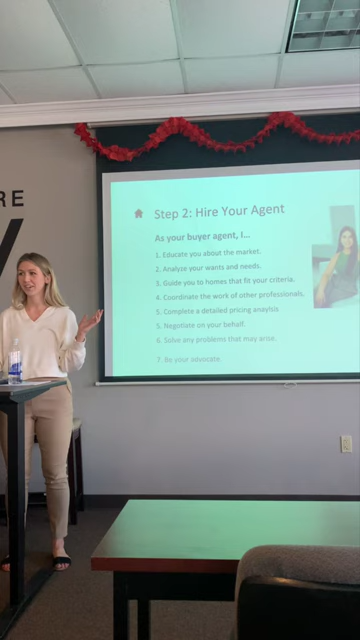 RE
Step 2: Hire Your Agent
As your buyer agent, I...
1. Educate you about the market.
2. Analyze your wants and needs.
3. Guide you to homes that fit your criteria.
4. Coordinate the work of other professionals.
5. Complete a detailed pricing anaylsis
5. Negotiate on your behalf.
6. Solve any problems that may arise.
7. Be your advocate